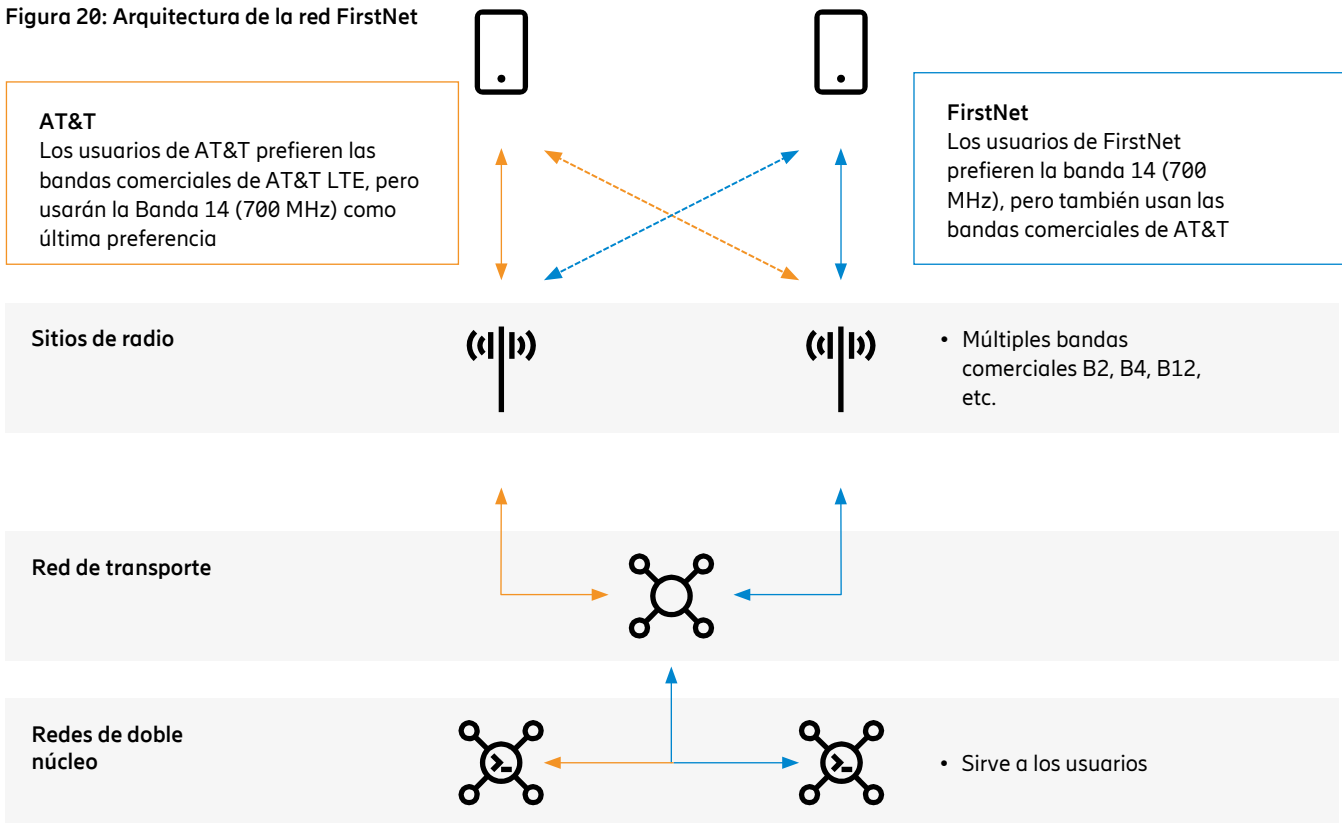 Figura 20: Arquitectura de la red FirstNet
AT&T
Los usuarios de AT&T prefieren las
bandas comerciales de AT&T LTE, pero
usarán la Banda 14 (700 MHz) como
última preferencia
FirstNet
Los usuarios de FirstNet
prefieren la banda 14 (700
MHz), pero también usan las
bandas comerciales de AT&T
Sitios de radio
• Múltiples bandas
comerciales B2, B4, B12,
etc.
Red de transporte
Redes de doble
núcleo
• Sirve a los usuarios